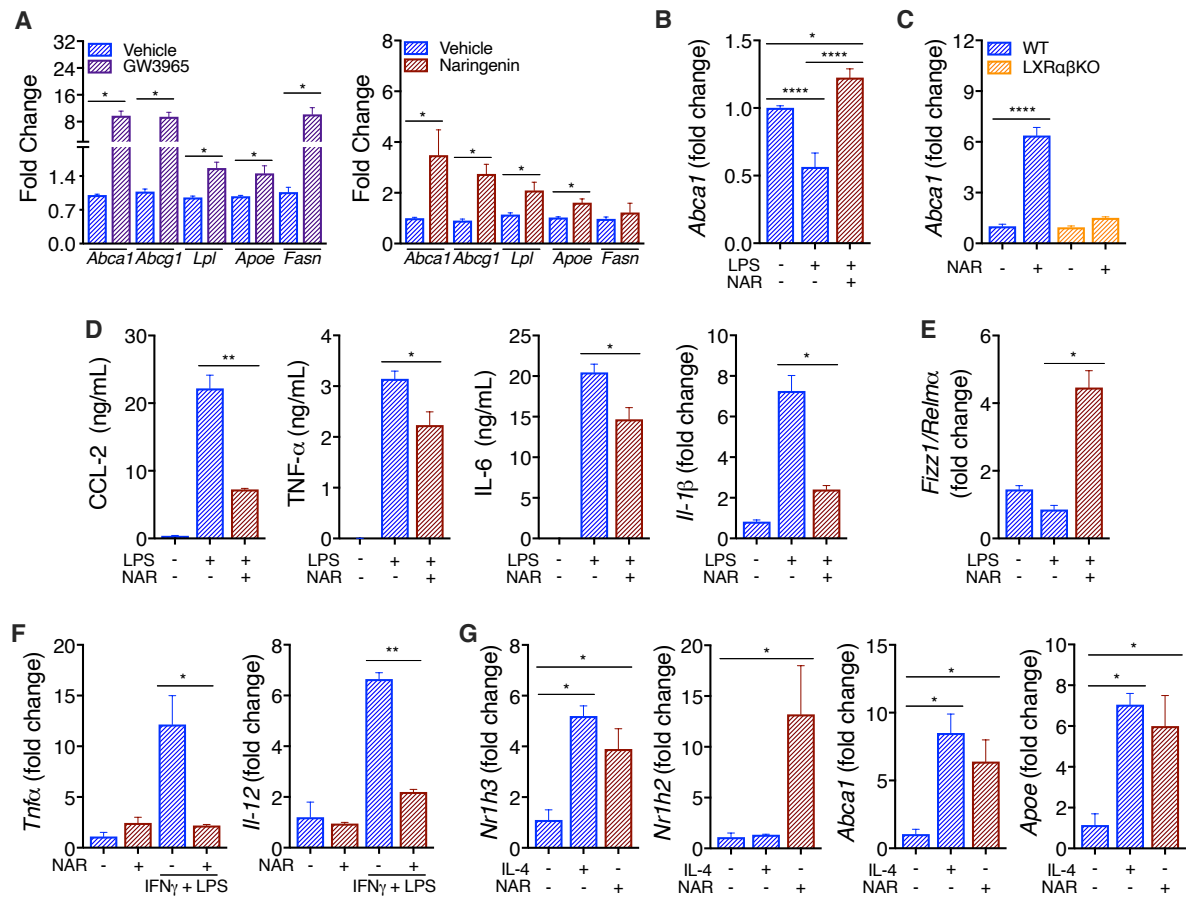 A
Fold Change
32
24
16
8
1.4
0.7
0.0
Vehicle
GW3965
* * * * *
Abca1 Abcg1 Lpl Apoe Fasn
Fold Change
8
6
4
2
0
Vehicle
Naringenin
* * * *
Abca1 Abcg1 Lpl Apoe Fasn
B
Abca1 (fold change)
1.5
1.0
0.5
0.0
*
****
****
LPS - + +
NAR - - +
C
Abca1 (fold change)
12
9
6
3
0
WT
LXRαβKO
****
NAR - + - +
D
CCL-2 (ng/mL)
30
20
10
0
**
LPS - + +
NAR - - +
TNF-α (ng/mL)
4
3
2
1
0
*
- + +
- - +
IL-6 (ng/mL)
25
20
15
10
5
0
*
LPS - + +
NAR - - +
Il-1β (fold change)
10
8
6
4
2
0
*
LPS - + +
NAR - - +
E
Fizz1/Relmα
(fold change)
6
4
2
0
*
LPS - + +
NAR - - +
F
Tnfα (fold change)
20
15
10
5
0
*
NAR - + - +
IFNγ + LPS
Il-12 (fold change)
8
6
4
2
0
**
NAR - + - +
IFNγ + LPS
G
Nr1h3 (fold change)
8
6
4
2
0
*
*
IL-4 - + -
NAR - - +
Nr1h2 (fold change)
20
15
10
5
0
*
IL-4 - + -
NAR - - +
Abca1 (fold change)
15
10
5
0
*
*
IL-4 - + -
NAR - - +
Apoe (fold change)
10
8
6
4
2
0
*
*
IL-4 - + -
NAR - - +